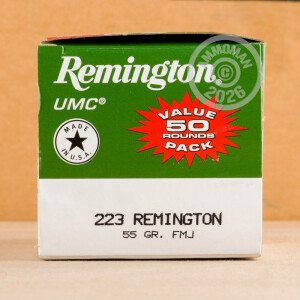 Remington®
UMC®
VALUE
50
ROUNDS
PACK
MADE
U.S.A.
IN
223 REMINGTON
55 GR. FMJ
AMMOMAN
©
2026